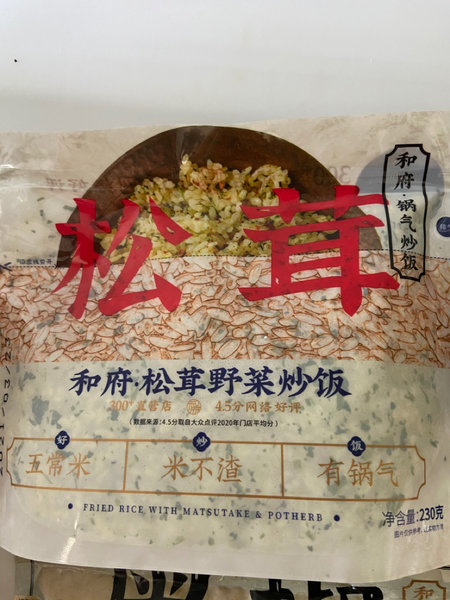 和府·锅气炒饭
松茸
和府·松茸野菜炒饭
300+直营店
4.5分网络好评
(数据来源:4.5分取自大众点评2020年门店平均分)
好 炒 饭
五常米 米不渣 有锅气
FRIED RICE WITH MATSUTAKE & POTHERB
净含量:230克
和府